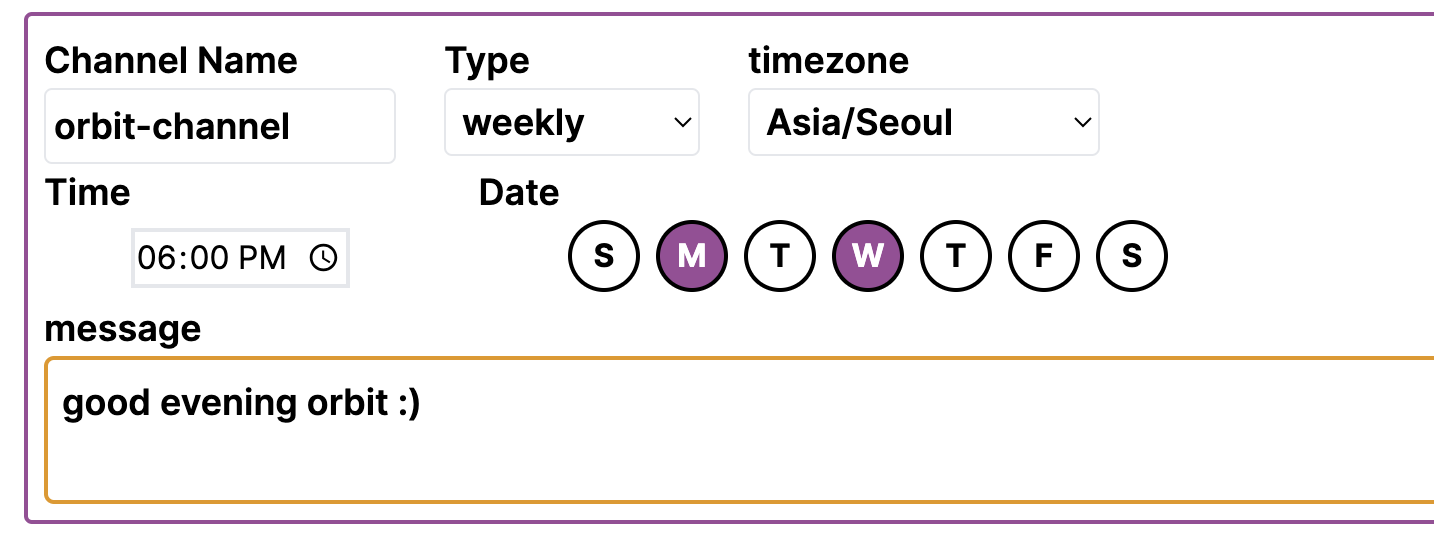 Channel Name Type timezone
orbit-channel weekly Asia/Seoul
Time Date
06:00 PM S M T W T F S
message
good evening orbit :)